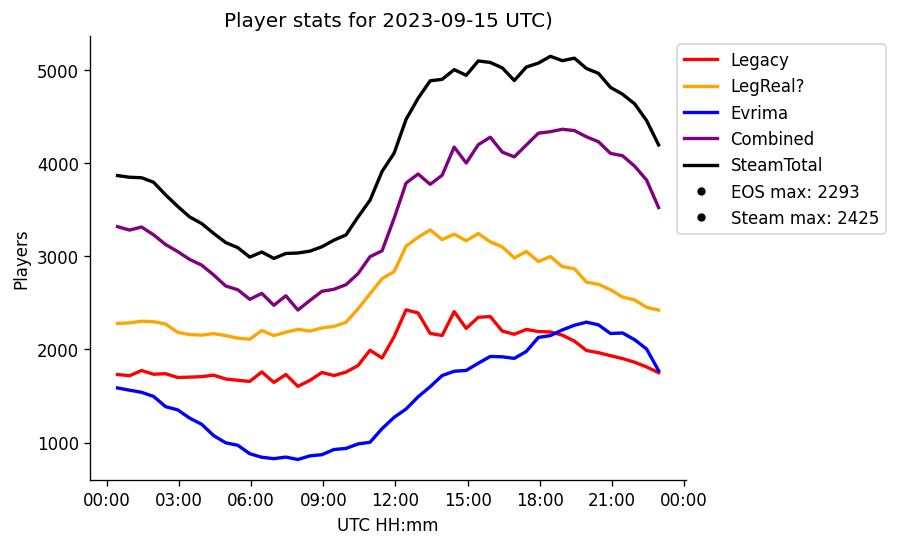 Player stats for 2023-09-15 UTC)
Legacy
LegReal?
Evrima
Combined
SteamTotal
EOS max: 2293
Steam max: 2425
Players
5000
4000
3000
2000
1000
00:00 03:00 06:00 09:00 12:00 15:00 18:00 21:00 00:00
UTC HH:mm